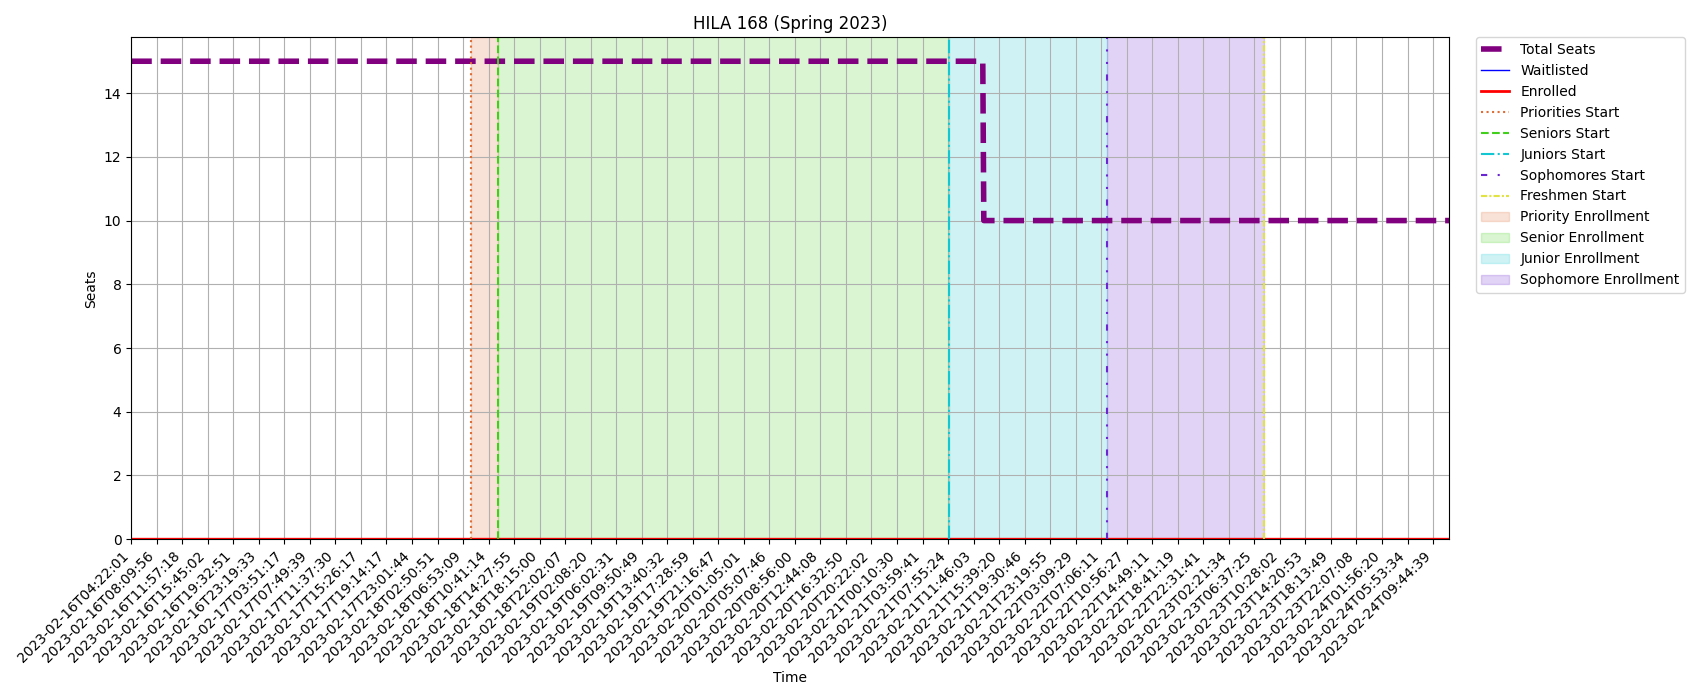 HILA 168 (Spring 2023)
Total Seats
Waitlisted
Enrolled
Priorities Start
Seniors Start
Juniors Start
Sophomores Start
Freshmen Start
Priority Enrollment
Senior Enrollment
Junior Enrollment
Sophomore Enrollment
Seats
14
12
10
8
6
4
2
0
2023-02-16T04:22:01
2023-02-16T08:09:56
2023-02-16T11:57:18
2023-02-16T15:45:02
2023-02-16T19:32:51
2023-02-16T23:19:33
2023-02-17T03:51:17
2023-02-17T07:49:39
2023-02-17T11:37:30
2023-02-17T15:26:17
2023-02-17T19:14:17
2023-02-17T23:01:44
2023-02-18T02:50:51
2023-02-18T06:53:09
2023-02-18T10:41:14
2023-02-18T14:27:55
2023-02-18T18:15:00
2023-02-18T22:02:07
2023-02-19T02:08:20
2023-02-19T06:02:31
2023-02-19T09:50:49
2023-02-19T13:40:32
2023-02-19T17:28:59
2023-02-19T21:16:47
2023-02-20T01:05:01
2023-02-20T05:07:46
2023-02-20T08:56:00
2023-02-20T12:44:08
2023-02-20T16:32:50
2023-02-20T20:22:02
2023-02-21T00:10:30
2023-02-21T03:59:41
2023-02-21T07:55:24
2023-02-21T11:46:03
2023-02-21T15:39:20
2023-02-21T19:30:46
2023-02-21T23:19:55
2023-02-22T03:09:29
2023-02-22T07:06:11
2023-02-22T10:56:27
2023-02-22T14:49:11
2023-02-22T18:41:19
2023-02-22T22:31:41
2023-02-23T02:21:34
2023-02-23T06:37:25
2023-02-23T10:28:02
2023-02-23T14:20:53
2023-02-23T18:13:49
2023-02-23T22:07:08
2023-02-24T01:56:20
2023-02-24T05:53:34
2023-02-24T09:44:39
Time